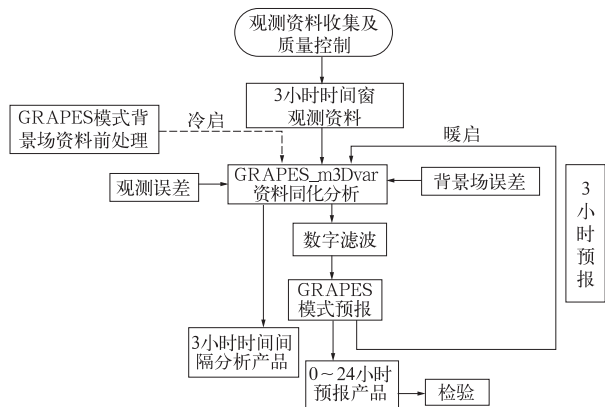 观测资料收集及
质量控制
3小时时间窗
观测资料
GRAPES模式背
景场资料前处理
冷启
暖启
GRAPES_m3Dvar
资料同化分析
观测误差
背景场误差
3小时预报
数字滤波
GRAPES
模式预报
3小时时间间
隔分析产品
0～24小时
预报产品
检验